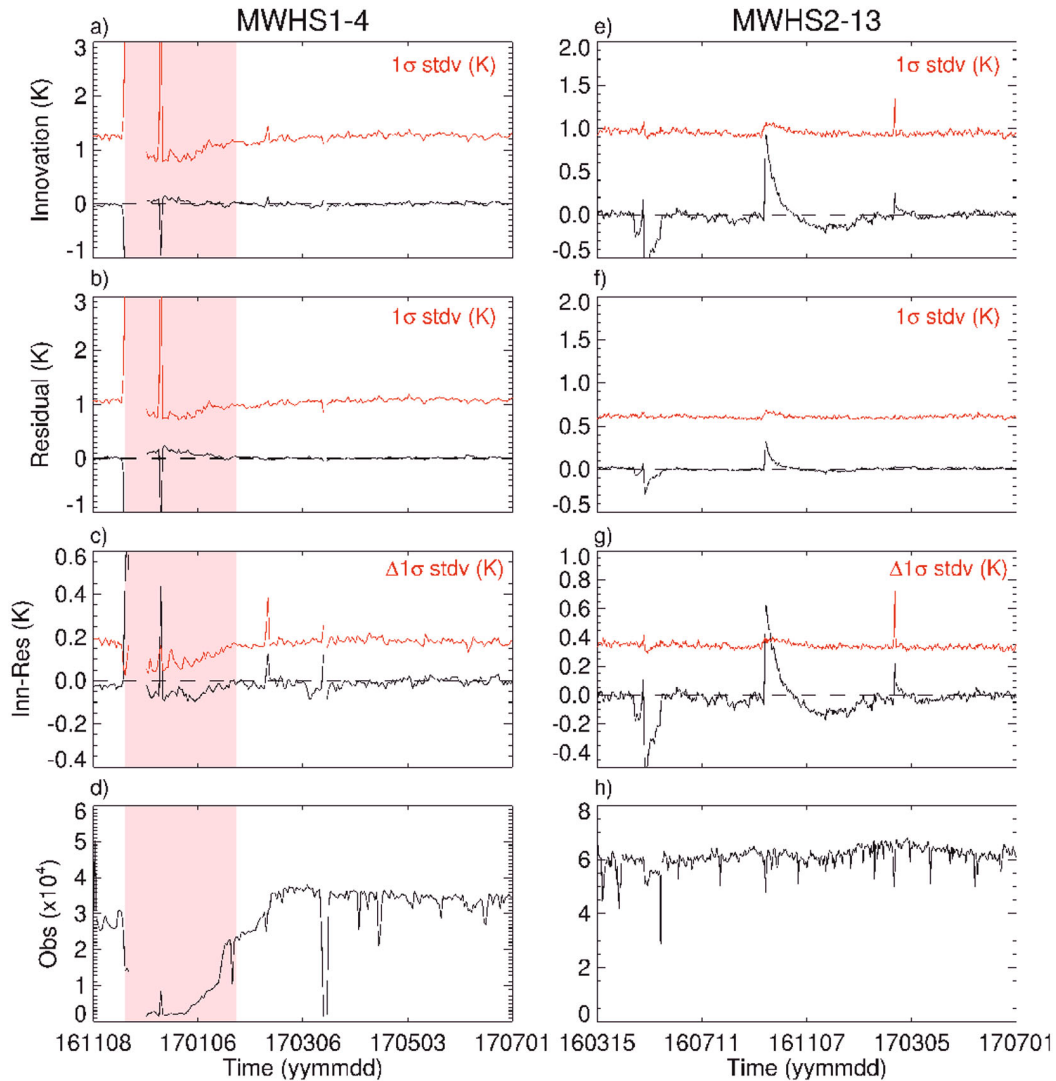 MWHS1-4
MWHS2-13
a)
3
2
1
0
-1
Innovation (K)
1σ stdv (K)
e)
2.0
1.5
1.0
0.5
0.0
-0.5
1σ stdv (K)
b)
3
2
1
0
-1
Residual (K)
1σ stdv (K)
f)
2.0
1.5
1.0
0.5
0.0
-0.5
1σ stdv (K)
c)
0.6
0.4
0.2
0.0
-0.2
-0.4
Inn-Res (K)
Δ1σ stdv (K)
g)
1.0
0.8
0.6
0.4
0.2
0.0
-0.2
-0.4
Δ1σ stdv (K)
d)
6
5
4
3
2
1
0
Obs (x10⁴)
h)
8
6
4
2
0
161108 170106 170306 170503 170701
Time (yymmdd)
160315 160711 161107 170305 170701
Time (yymmdd)